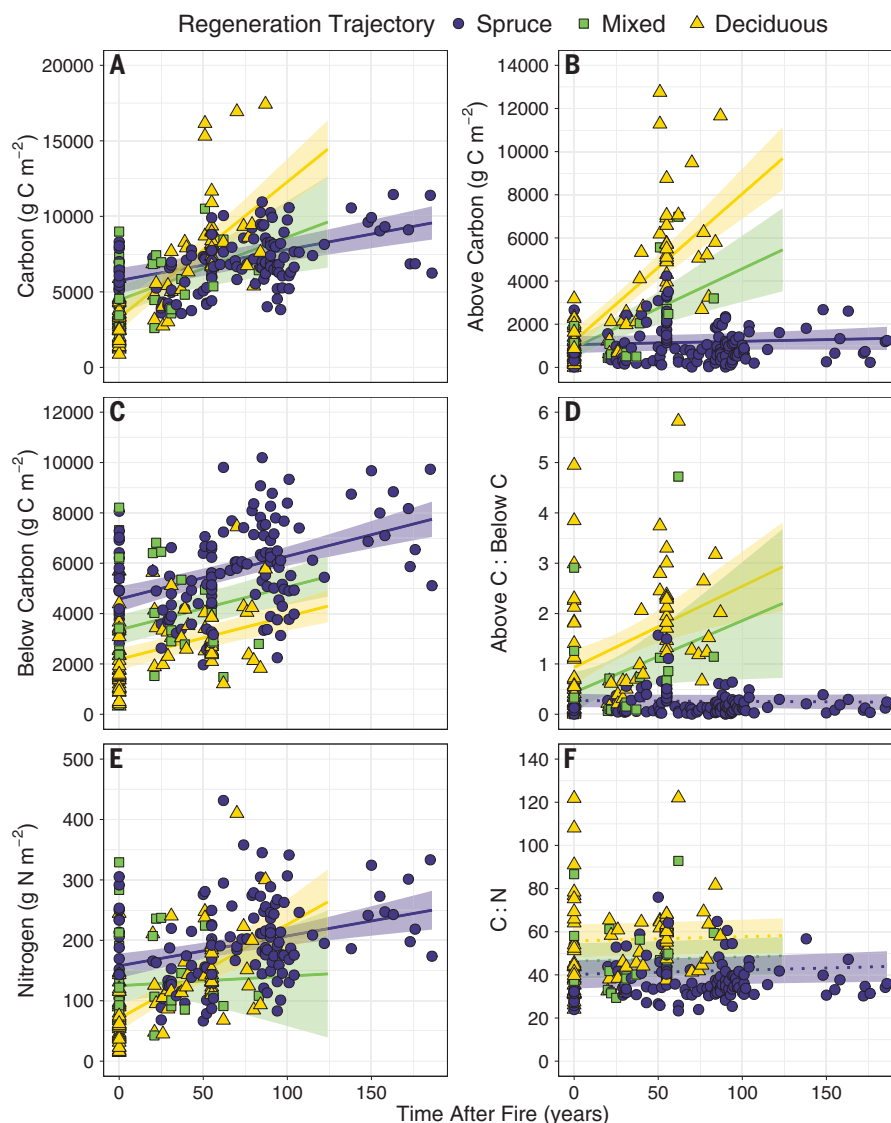 Regeneration Trajectory Spruce Mixed Deciduous
A
Carbon (g C m⁻²)
20000
15000
10000
5000
0
B
Above Carbon (g C m⁻²)
14000
12000
10000
8000
6000
4000
2000
0
C
Below Carbon (g C m⁻²)
12000
10000
8000
6000
4000
2000
0
D
Above C : Below C
6
5
4
3
2
1
0
E
Nitrogen (g N m⁻²)
500
400
300
200
100
0
0 50 100 150
F
C : N
140
120
100
80
60
40
20
0
0 50 100 150
Time After Fire (years)